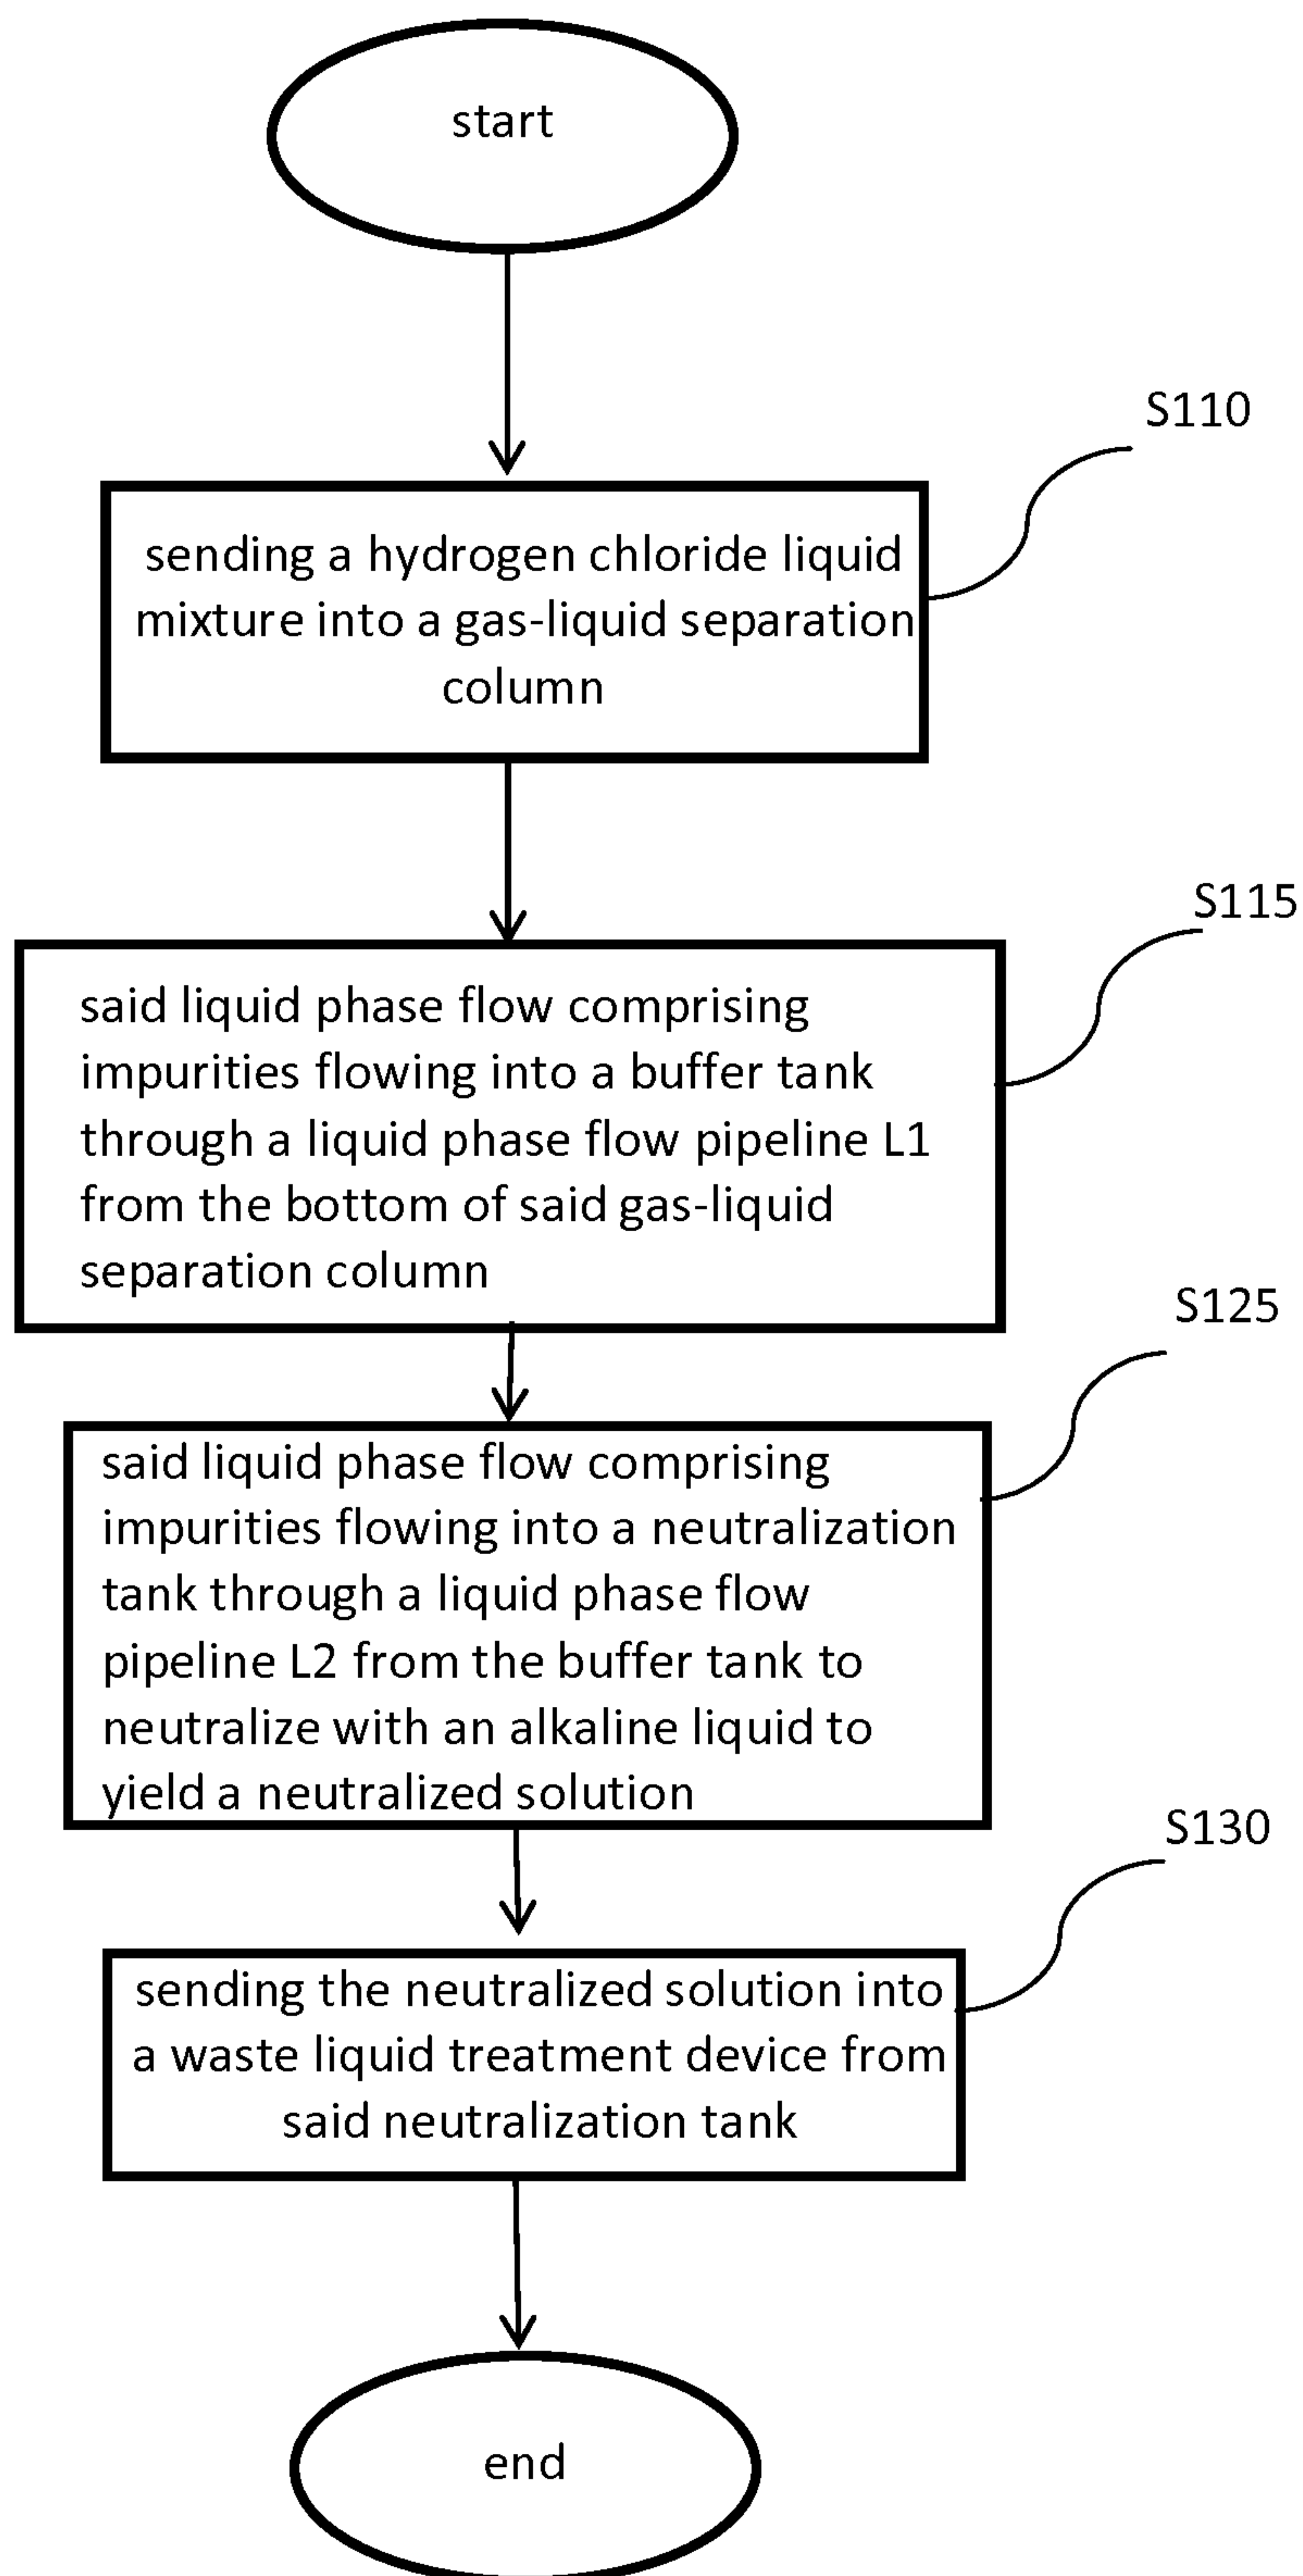 start
S110
sending a hydrogen chloride liquid
mixture into a gas-liquid separation
column
S115
said liquid phase flow comprising
impurities flowing into a buffer tank
through a liquid phase flow pipeline L1
from the bottom of said gas-liquid
separation column
S125
said liquid phase flow comprising
impurities flowing into a neutralization
tank through a liquid phase flow
pipeline L2 from the buffer tank to
neutralize with an alkaline liquid to
yield a neutralized solution
S130
sending the neutralized solution into
a waste liquid treatment device from
said neutralization tank
end